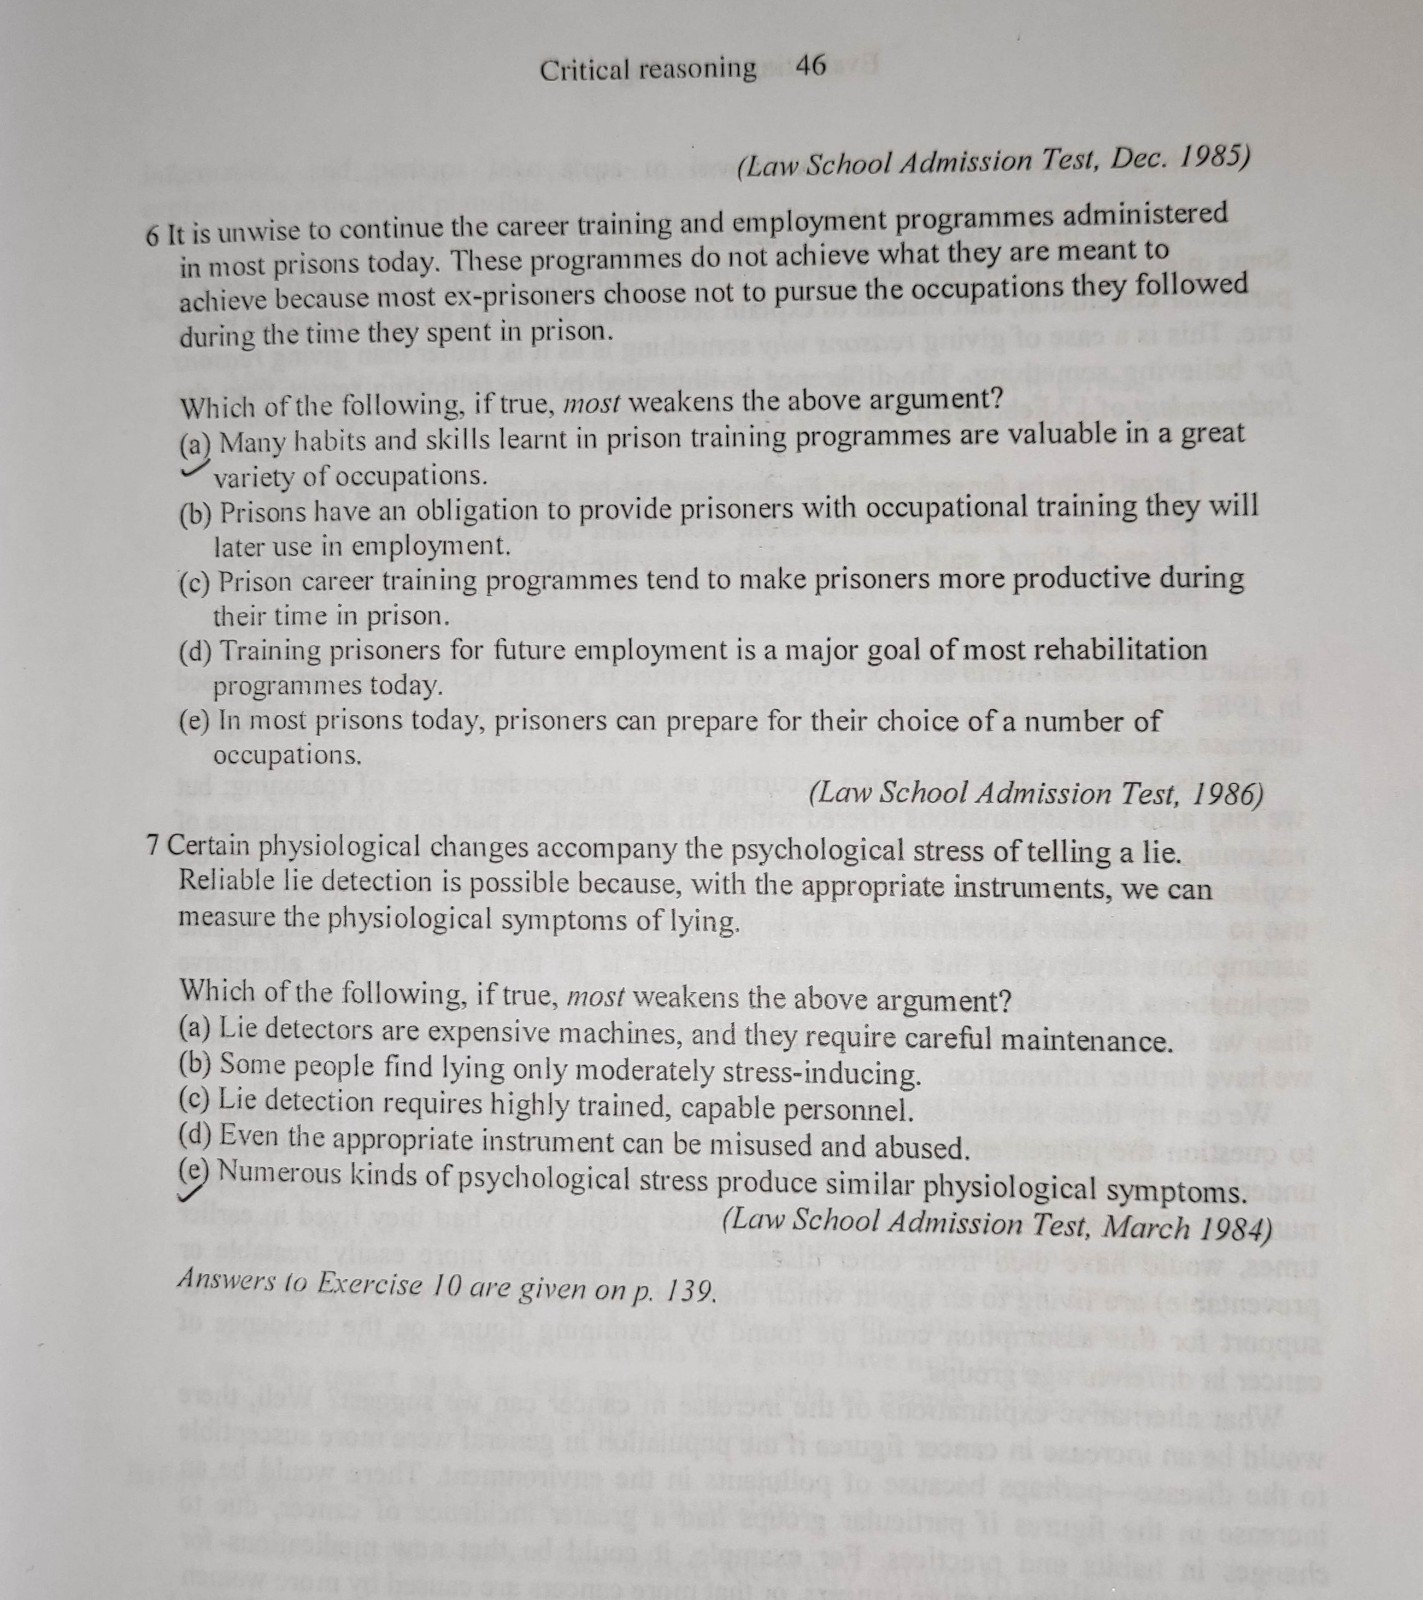 Critical reasoning 46
(Law School Admission Test, Dec. 1985)
6 It is unwise to continue the career training and employment programmes administered
in most prisons today. These programmes do not achieve what they are meant to
achieve because most ex-prisoners choose not to pursue the occupations they followed
during the time they spent in prison.
Which of the following, if true, most weakens the above argument?
(a) Many habits and skills learnt in prison training programmes are valuable in a great
variety of occupations.
(b) Prisons have an obligation to provide prisoners with occupational training they will
later use in employment.
(c) Prison career training programmes tend to make prisoners more productive during
their time in prison.
(d) Training prisoners for future employment is a major goal of most rehabilitation
programmes today.
(e) In most prisons today, prisoners can prepare for their choice of a number of
occupations.
(Law School Admission Test, 1986)
7 Certain physiological changes accompany the psychological stress of telling a lie.
Reliable lie detection is possible because, with the appropriate instruments, we can
measure the physiological symptoms of lying.
Which of the following, if true, most weakens the above argument?
(a) Lie detectors are expensive machines, and they require careful maintenance.
(b) Some people find lying only moderately stress-inducing.
(c) Lie detection requires highly trained, capable personnel.
(d) Even the appropriate instrument can be misused and abused.
(e) Numerous kinds of psychological stress produce similar physiological symptoms.
(Law School Admission Test, March 1984)
Answers to Exercise 10 are given on p. 139.